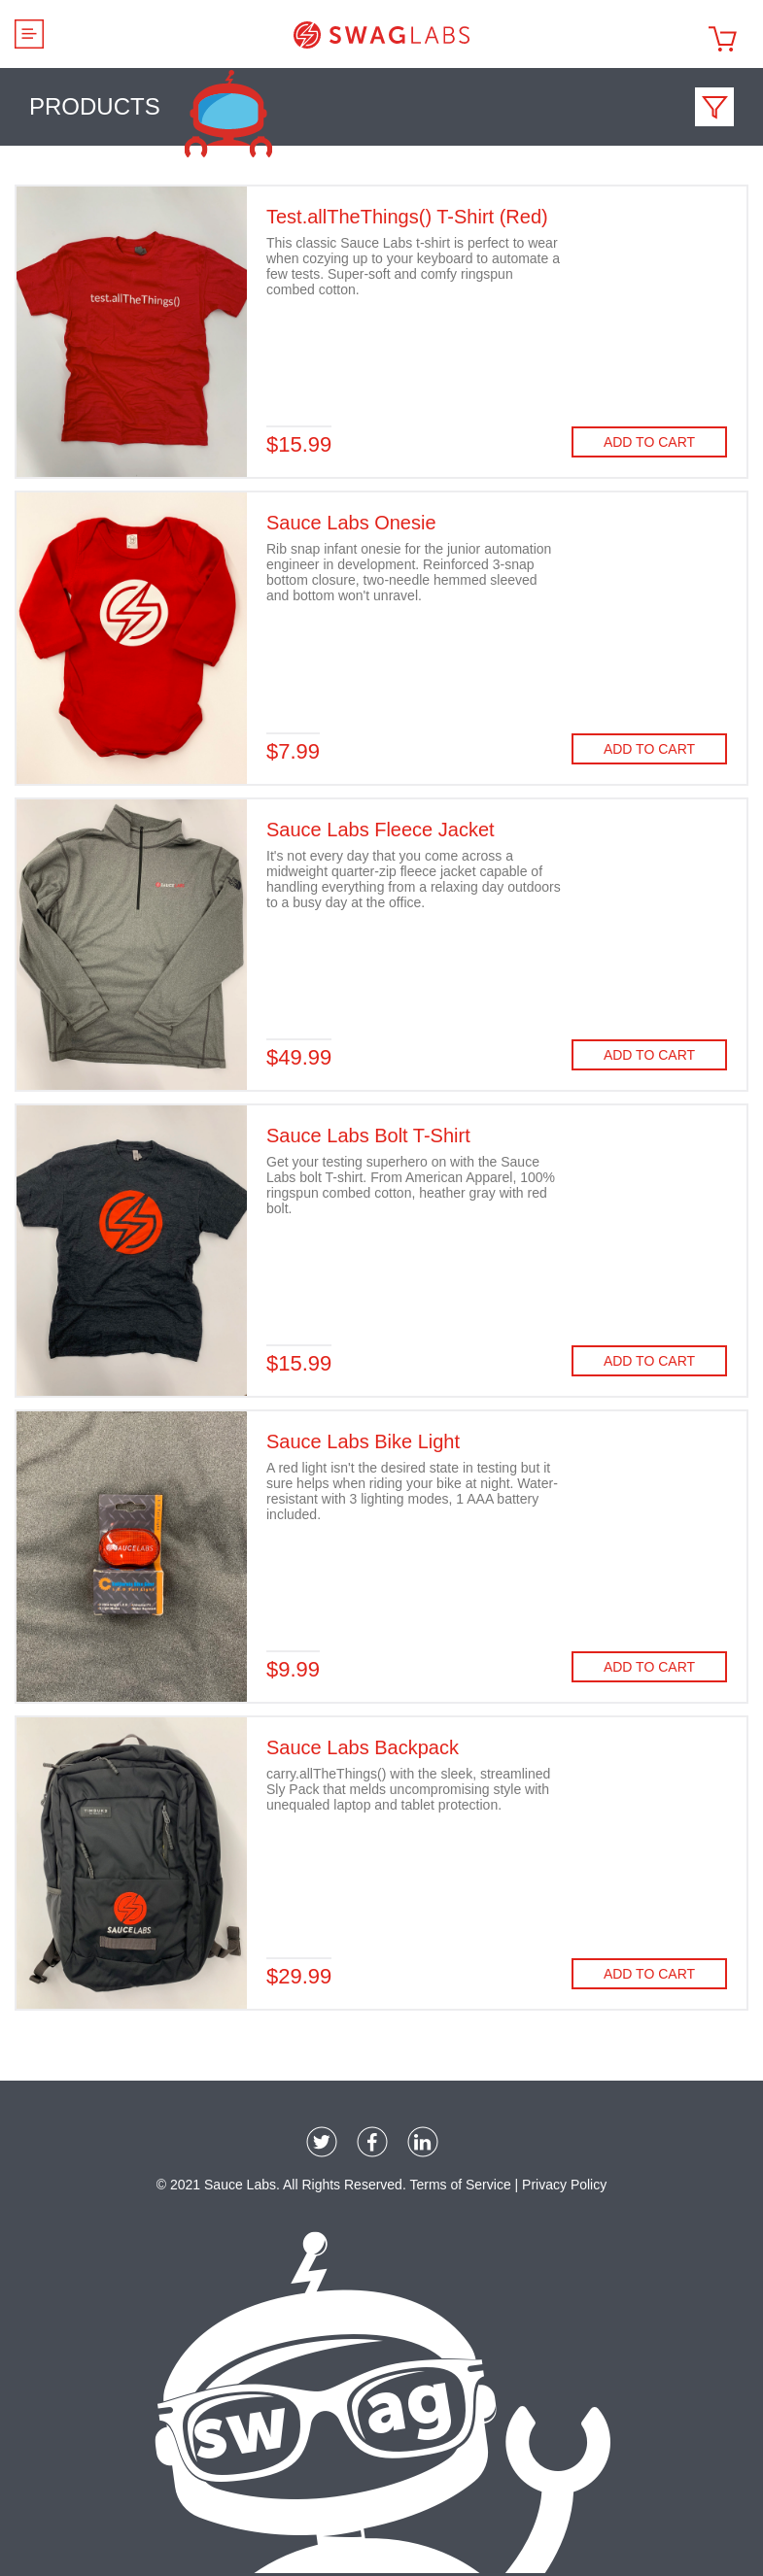 SWAGLABS
PRODUCTS
test.allTheThings()
Test.allTheThings() T-Shirt (Red)
This classic Sauce Labs t-shirt is perfect to wear
when cozying up to your keyboard to automate a
few tests. Super-soft and comfy ringspun
combed cotton.
$15.99
ADD TO CART
Sauce Labs Onesie
Rib snap infant onesie for the junior automation
engineer in development. Reinforced 3-snap
bottom closure, two-needle hemmed sleeved
and bottom won't unravel.
$7.99
ADD TO CART
Sauce Labs Fleece Jacket
It's not every day that you come across a
midweight quarter-zip fleece jacket capable of
handling everything from a relaxing day outdoors
to a busy day at the office.
$49.99
ADD TO CART
Sauce Labs Bolt T-Shirt
Get your testing superhero on with the Sauce
Labs bolt T-shirt. From American Apparel, 100%
ringspun combed cotton, heather gray with red
bolt.
$15.99
ADD TO CART
SAUCELABS
Sauce Labs Bike Light
A red light isn't the desired state in testing but it
sure helps when riding your bike at night. Water-
resistant with 3 lighting modes, 1 AAA battery
included.
$9.99
ADD TO CART
SAUCELABS
Sauce Labs Backpack
carry.allTheThings() with the sleek, streamlined
Sly Pack that melds uncompromising style with
unequaled laptop and tablet protection.
$29.99
ADD TO CART
© 2021 Sauce Labs. All Rights Reserved. Terms of Service | Privacy Policy
swag